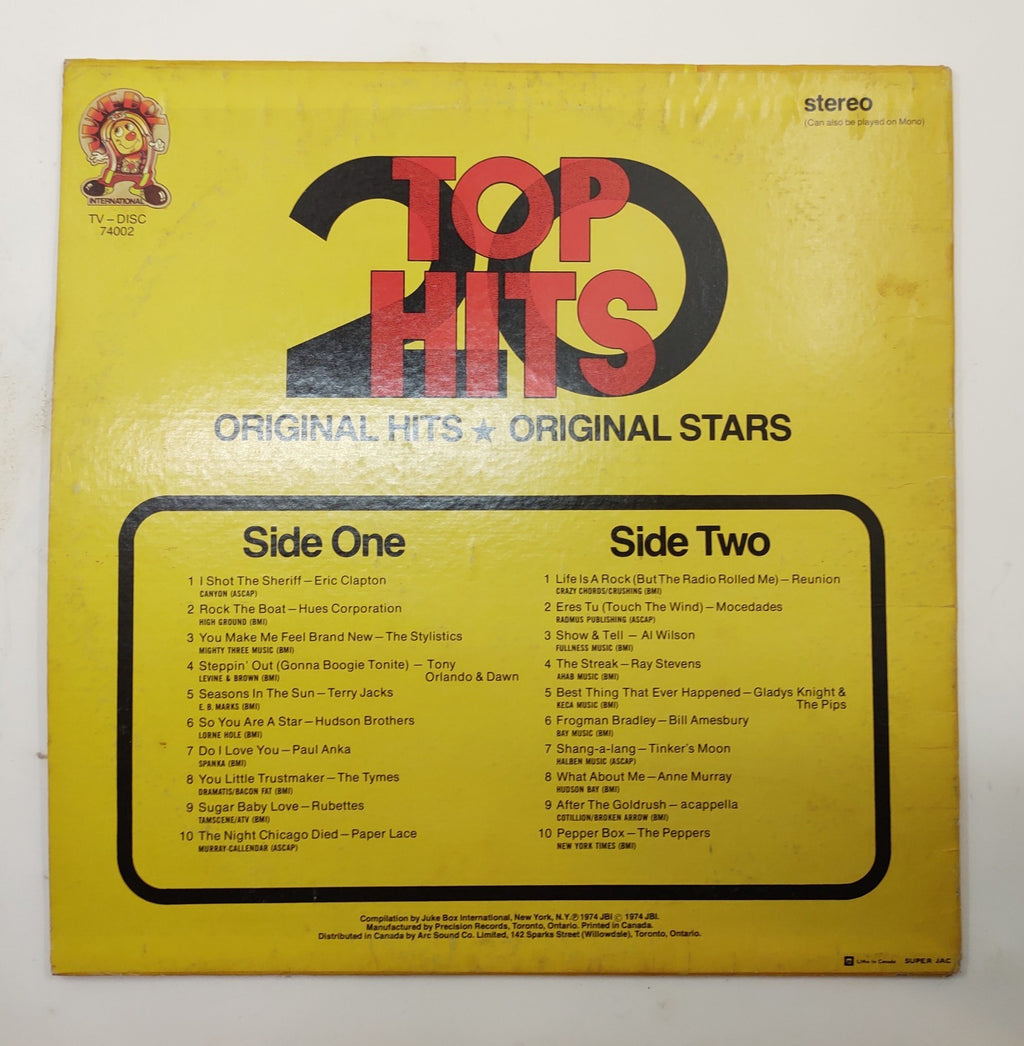 JUKE BOX
INTERNATIONAL
TV – DISC
74002
stereo
(Can also be played on Mono)
20
TOP
HITS
ORIGINAL HITS ★ ORIGINAL STARS
Side One
1 I Shot The Sheriff – Eric Clapton
CANYON (ASCAP)
2 Rock The Boat – Hues Corporation
HIGH GROUND (BMI)
3 You Make Me Feel Brand New – The Stylistics
MIGHTY THREE MUSIC (BMI)
4 Steppin' Out (Gonna Boogie Tonite) – Tony
LEVINE & BROWN (BMI) Orlando & Dawn
5 Seasons In The Sun – Terry Jacks
E. B. MARKS (BMI)
6 So You Are A Star – Hudson Brothers
LORNE HOLE (BMI)
7 Do I Love You – Paul Anka
SPANKA (BMI)
8 You Little Trustmaker – The Tymes
DRAMATIS/BACON FAT (BMI)
9 Sugar Baby Love – Rubettes
TAMSCENE/ATV (BMI)
10 The Night Chicago Died – Paper Lace
MURRAY-CALLENDAR (ASCAP)
Side Two
1 Life Is A Rock (But The Radio Rolled Me) – Reunion
CRAZY CHORDS/CRUSHING (BMI)
2 Eres Tu (Touch The Wind) – Mocedades
RADMUS PUBLISHING (ASCAP)
3 Show & Tell – Al Wilson
FULLNESS MUSIC (BMI)
4 The Streak – Ray Stevens
AHAB MUSIC (BMI)
5 Best Thing That Ever Happened – Gladys Knight &
KECA MUSIC (BMI) The Pips
6 Frogman Bradley – Bill Amesbury
BAY MUSIC (BMI)
7 Shang-a-lang – Tinker's Moon
HALBEN MUSIC (ASCAP)
8 What About Me – Anne Murray
HUDSON BAY (BMI)
9 After The Goldrush – acappella
COTILLION/BROKEN ARROW (BMI)
10 Pepper Box – The Peppers
NEW YORK TIMES (BMI)
Compilation by Juke Box International, New York, N.Y. ℗ 1974 JBI © 1974 JBI.
Manufactured by Precision Records, Toronto, Ontario. Printed in Canada.
Distributed in Canada by Arc Sound Co. Limited, 142 Sparks Street (Willowdale), Toronto, Ontario.
Litho in Canada SUPER JAC